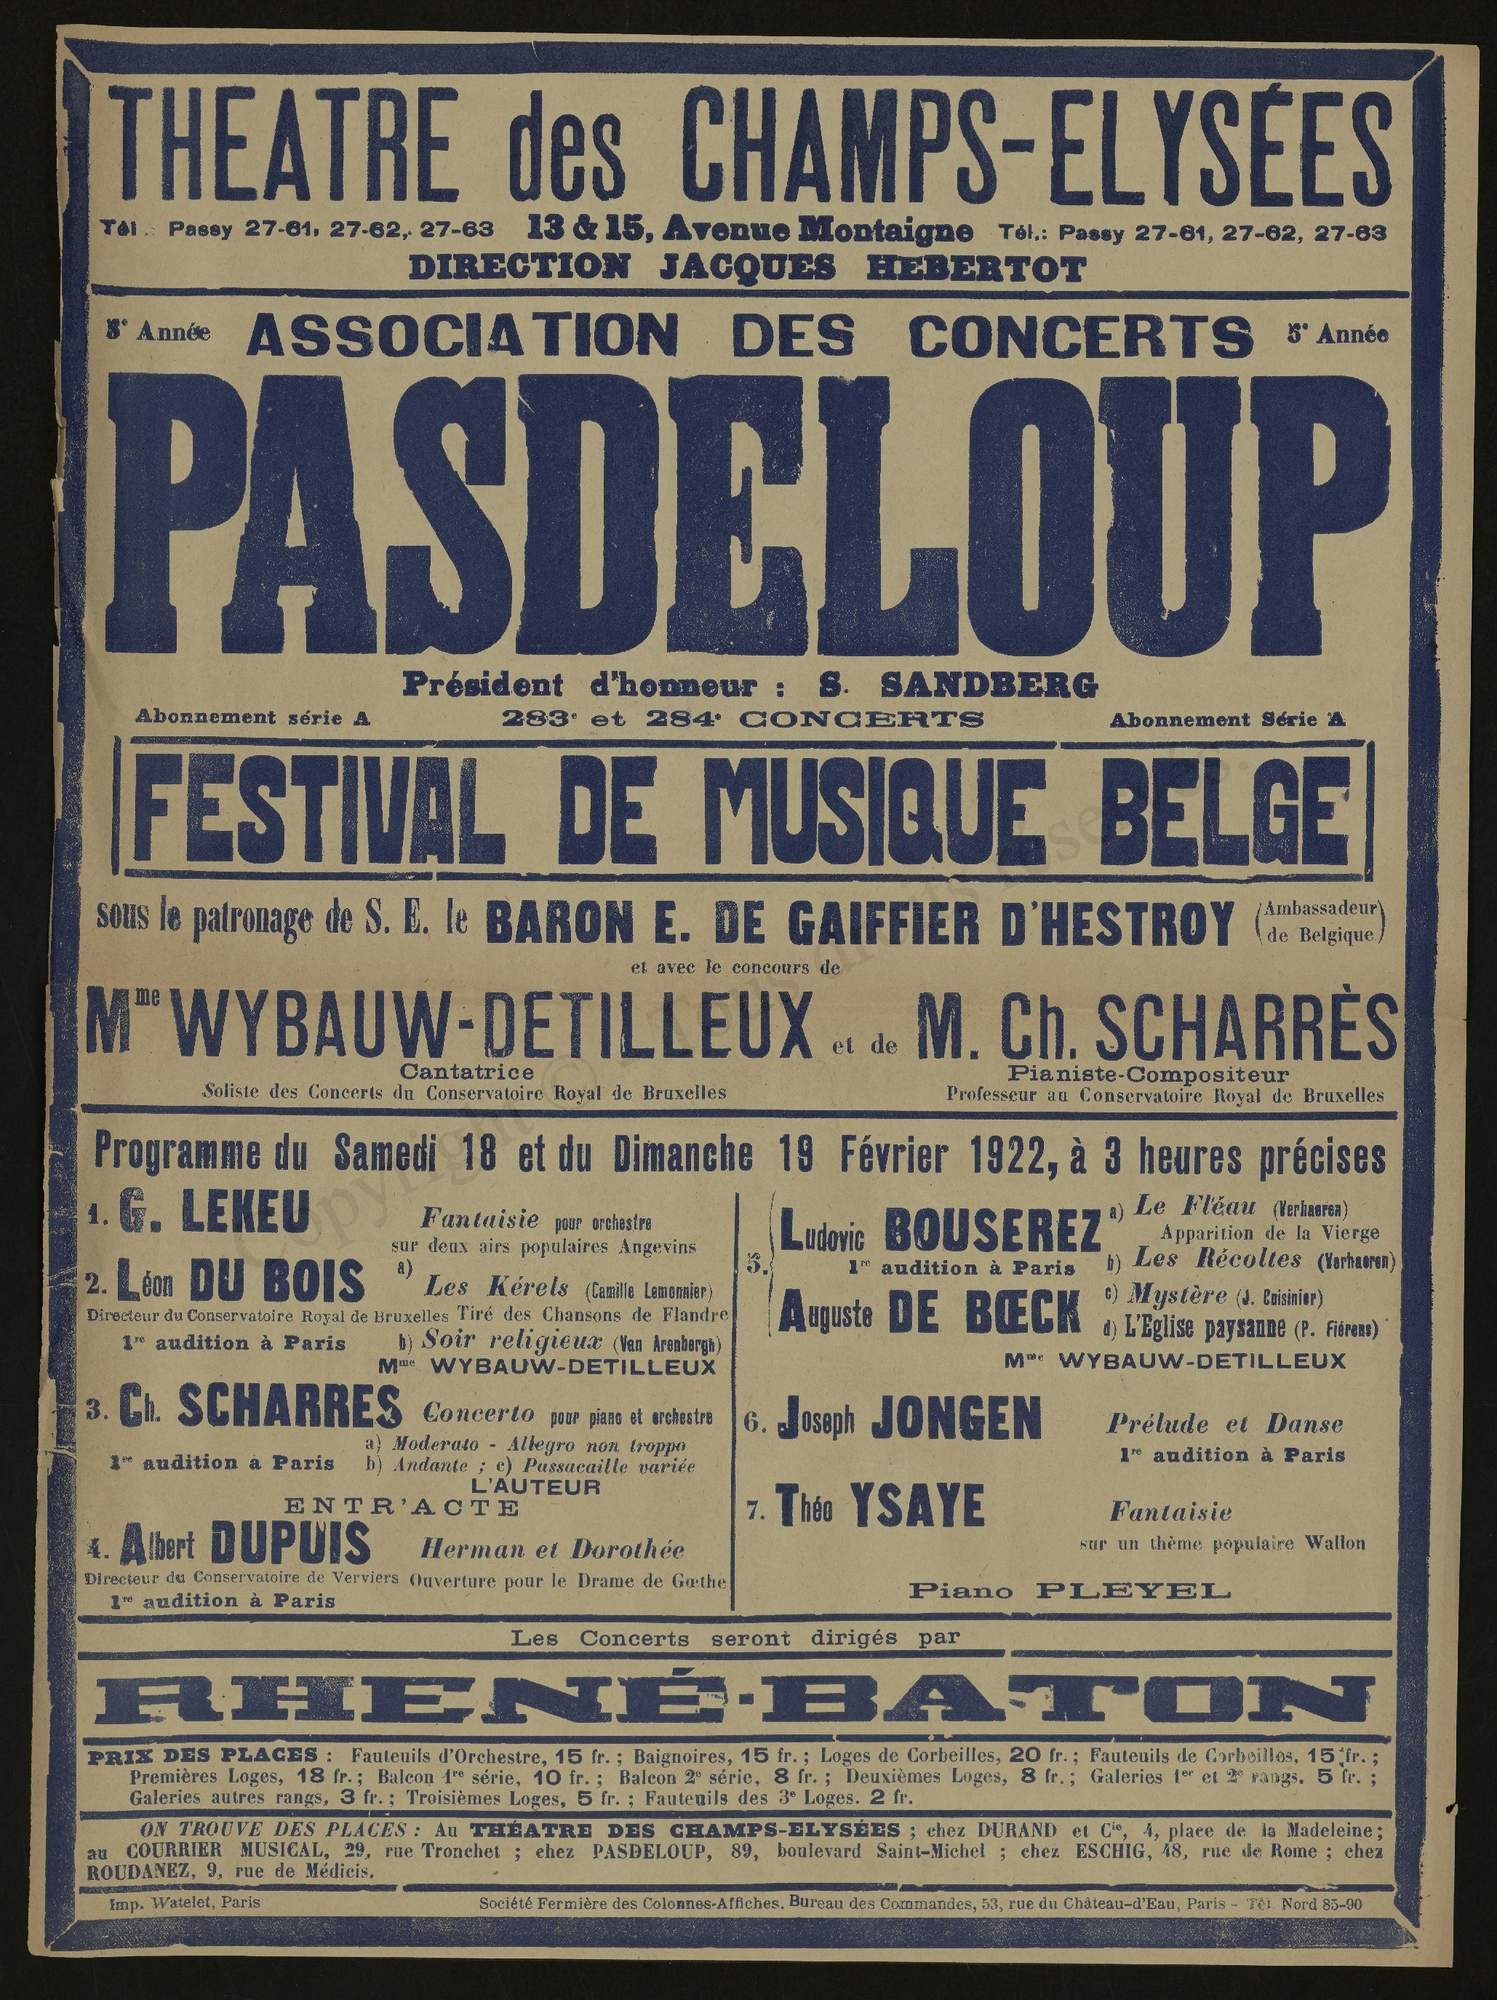 THEATRE des CHAMPS-ELYSÉES
Tél. Passy 27-61, 27-62, 27-63 13 & 15, Avenue Montaigne Tél.: Passy 27-61, 27-62, 27-63
DIRECTION JACQUES HEBERTOT
5e Année ASSOCIATION DES CONCERTS 5e Année
PASDELOUP
Président d'honneur : S. SANDBERG
Abonnement série A 283e et 284e CONCERTS Abonnement Série A
FESTIVAL DE MUSIQUE BELGE
sous le patronage de S. E. le BARON E. DE GAIFFIER D'HESTROY (Ambassadeur de Belgique)
et avec le concours de
Mme WYBAUW-DETILLEUX et de M. Ch. SCHARRÈS
Cantatrice Pianiste-Compositeur
Soliste des Concerts du Conservatoire Royal de Bruxelles Professeur au Conservatoire Royal de Bruxelles
Programme du Samedi 18 et du Dimanche 19 Février 1922, à 3 heures précises
1. G. LEKEU Fantaisie pour orchestre
sur deux airs populaires Angevins
2. Léon DU BOIS a) Les Kérels (Camille Lemonnier)
Directeur du Conservatoire Royal de Bruxelles Tiré des Chansons de Flandre
1re audition à Paris b) Soir religieux (Van Arenbergh)
Mme WYBAUW-DETILLEUX
3. Ch. SCHARRES Concerto pour piano et orchestre
a) Moderato - Allegro non troppo
1re audition a Paris b) Andante ; c) Passacaille variée
L'AUTEUR
ENTR'ACTE
4. Albert DUPUIS Herman et Dorothée
Directeur du Conservatoire de Verviers Ouverture pour le Drame de Gœthe
1re audition à Paris
5. Ludovic BOUSEREZ a) Le Fléau (Verhaeren)
Apparition de la Vierge
1re audition à Paris b) Les Récoltes (Verhaeren)
Auguste DE BŒCK c) Mystère (J. Cuisinier)
d) L'Eglise paysanne (P. Fiérens)
Mme WYBAUW-DETILLEUX
6. Joseph JONGEN Prélude et Danse
1re audition à Paris
7. Théo YSAYE Fantaisie
sur un thème populaire Wallon
Piano PLEYEL
Les Concerts seront dirigés par
RHENÉ-BATON
PRIX DES PLACES : Fauteuils d'Orchestre, 15 fr. ; Baignoires, 15 fr. ; Loges de Corbeilles, 20 fr. ; Fauteuils de Corbeilles, 15 fr. ;
Premières Loges, 18 fr. ; Balcon 1re série, 10 fr. ; Balcon 2e série, 8 fr. ; Deuxièmes Loges, 8 fr. ; Galeries 1er et 2e rangs, 5 fr. ;
Galeries autres rangs, 3 fr. ; Troisièmes Loges, 5 fr. ; Fauteuils des 3e Loges. 2 fr.
ON TROUVE DES PLACES : Au THÉATRE DES CHAMPS-ELYSÉES ; chez DURAND et Cie, 4, place de la Madeleine ;
au COURRIER MUSICAL, 29, rue Tronchet ; chez PASDELOUP, 89, boulevard Saint-Michel ; chez ESCHIG, 48, rue de Rome ; chez
ROUDANEZ, 9, rue de Médicis.
Imp. Watelet, Paris Société Fermière des Colonnes-Affiches. Bureau des Commandes, 53, rue du Château-d'Eau, Paris - Tél. Nord 85-90
Copyright © Tous droits réservés.